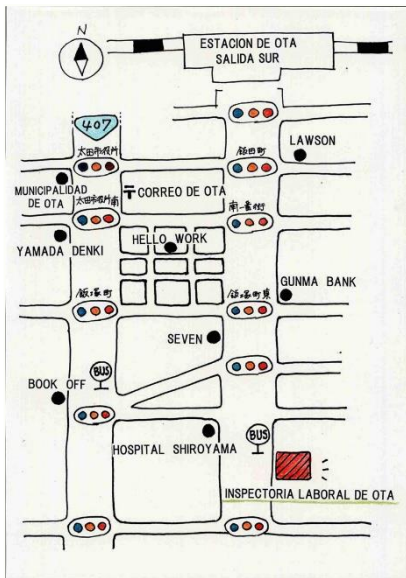 N
ESTACION DE OTA
SALIDA SUR
407
太田市役所
飯田町
LAWSON
MUNICIPALIDAD
DE OTA
〒CORREO DE OTA
太田市役所南
南一番街
YAMADA DENKI
HELLO WORK
GUNMA BANK
飯塚町
飯塚町東
SEVEN
BUS
BOOK OFF
HOSPITAL SHIROYAMA
BUS
INSPECTORIA LABORAL DE OTA